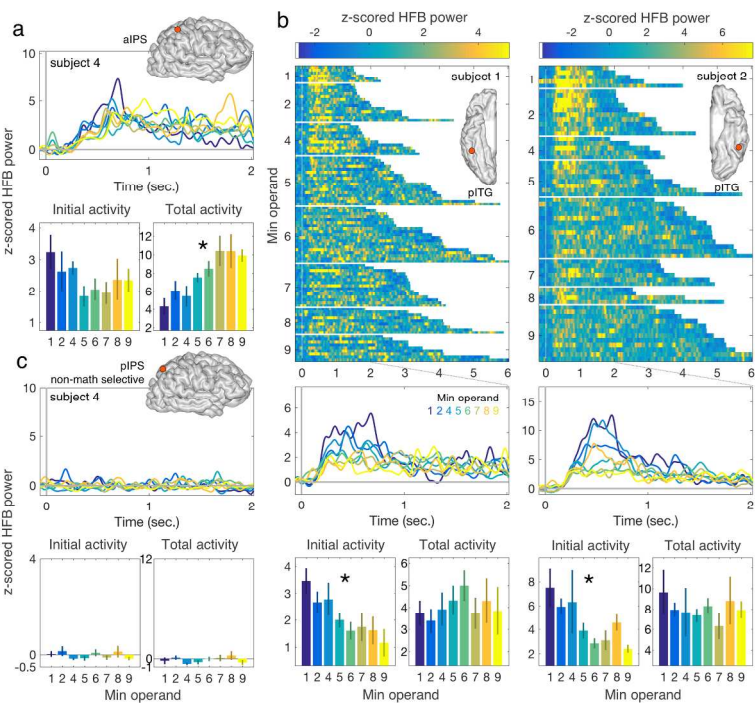 a
aIPS
subject 4
10
5
0
0 1 2
Time (sec.)
z-scored HFB power
Initial activity
Total activity
4
3
2
1
12
10
8
6
4
2
*
1 2 4 5 6 7 8 9
1 2 4 5 6 7 8 9
b
z-scored HFB power
-2 0 2 4
z-scored HFB power
-2 0 2 4 6
subject 1
pITG
subject 2
pITG
Min operand
1
2
4
5
6
7
8
9
1
2
4
5
6
7
8
9
0 1 2 3 4 5 6
0 1 2 3 4 5 6
Min operand
1 2 4 5 6 7 8 9
6
4
2
0
0 1 2
Time (sec.)
15
10
5
0
0 1 2
Time (sec.)
Initial activity
Total activity
Initial activity
Total activity
4
3
2
1
*
6
5
4
3
2
8
6
4
2
*
12
10
8
6
4
1 2 4 5 6 7 8 9
1 2 4 5 6 7 8 9
1 2 4 5 6 7 8 9
1 2 4 5 6 7 8 9
Min operand
Min operand
c
pIPS
non-math selective
subject 4
10
5
0
0 1 2
Time (sec.)
z-scored HFB power
Initial activity
Total activity
4
0
-0.5
12
0
-1
1 2 4 5 6 7 8 9
1 2 4 5 6 7 8 9
Min operand